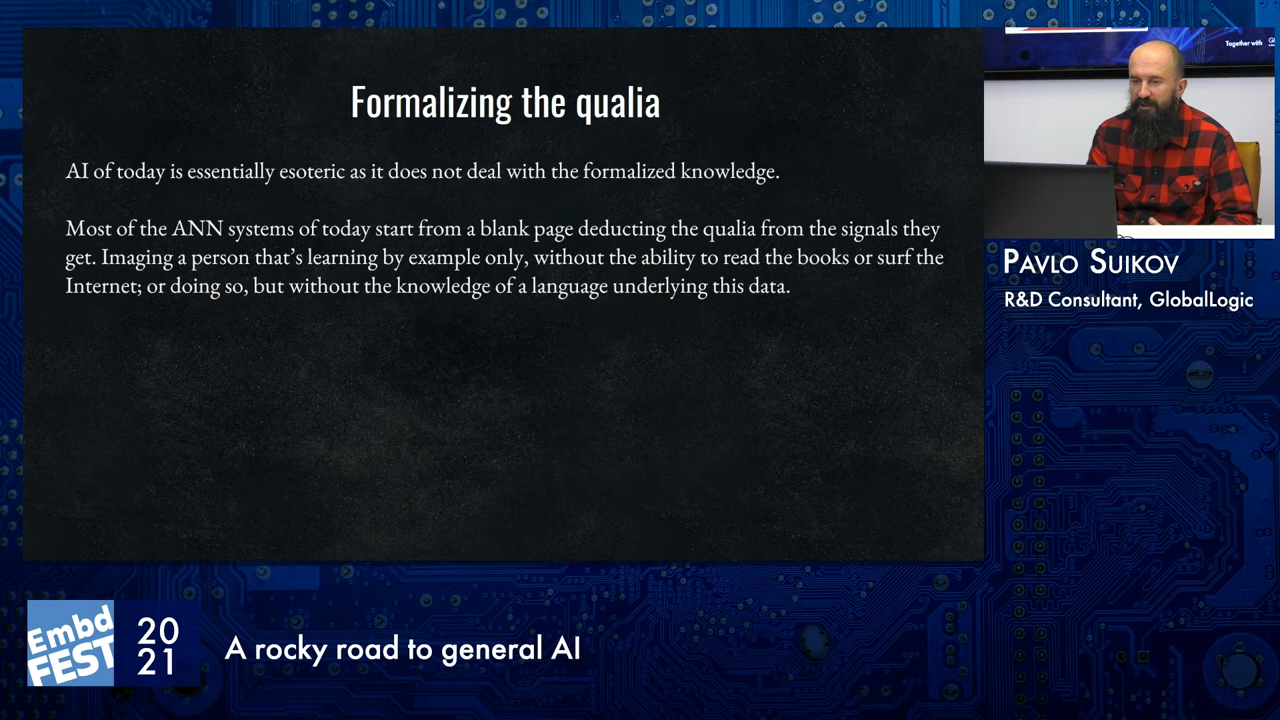 Formalizing the qualia
AI of today is essentially esoteric as it does not deal with the formalized knowledge.
Most of the ANN systems of today start from a blank page deducting the qualia from the signals they
get. Imaging a person that's learning by example only, without the ability to read the books or surf the
Internet; or doing so, but without the knowledge of a language underlying this data.
Together with
PAVLO SUIKOV
R&D Consultant, GlobalLogic
Embd
FEST
20
21
A rocky road to general AI